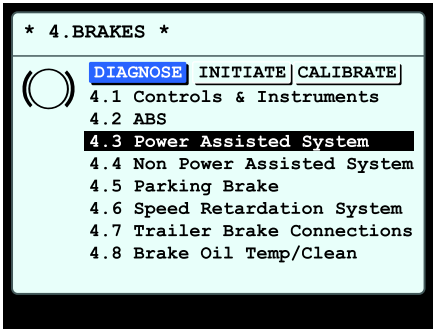 * 4.BRAKES *
DIAGNOSE INITIATE CALIBRATE
4.1 Controls & Instruments
4.2 ABS
4.3 Power Assisted System
4.4 Non Power Assisted System
4.5 Parking Brake
4.6 Speed Retardation System
4.7 Trailer Brake Connections
4.8 Brake Oil Temp/Clean